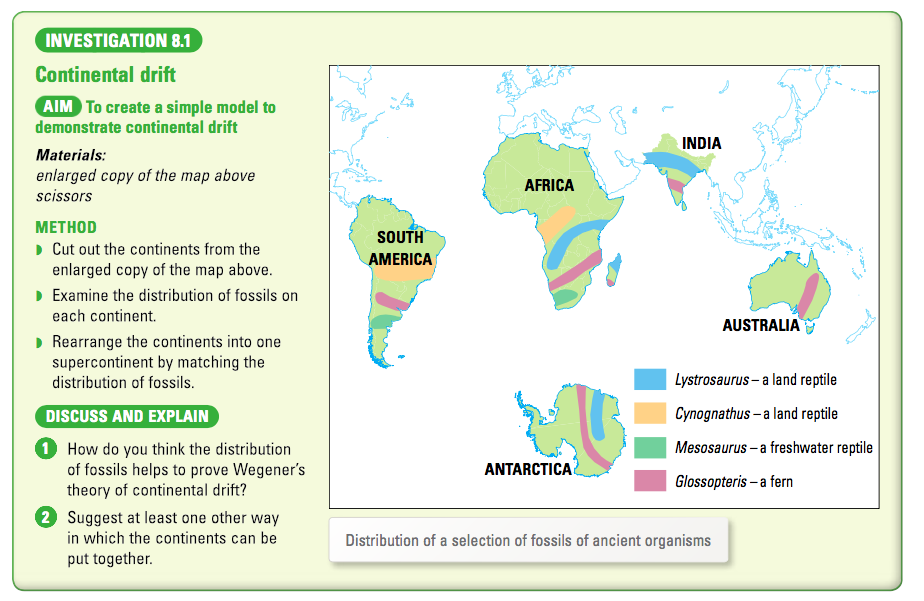 INVESTIGATION 8.1
Continental drift
AIM To create a simple model to
demonstrate continental drift
Materials:
enlarged copy of the map above
scissors
METHOD
Cut out the continents from the
enlarged copy of the map above.
Examine the distribution of fossils on
each continent.
Rearrange the continents into one
supercontinent by matching the
distribution of fossils.
DISCUSS AND EXPLAIN
1 How do you think the distribution
of fossils helps to prove Wegener's
theory of continental drift?
2 Suggest at least one other way
in which the continents can be
put together.
INDIA
AFRICA
SOUTH
AMERICA
AUSTRALIA
ANTARCTICA
Lystrosaurus – a land reptile
Cynognathus – a land reptile
Mesosaurus – a freshwater reptile
Glossopteris – a fern
Distribution of a selection of fossils of ancient organisms